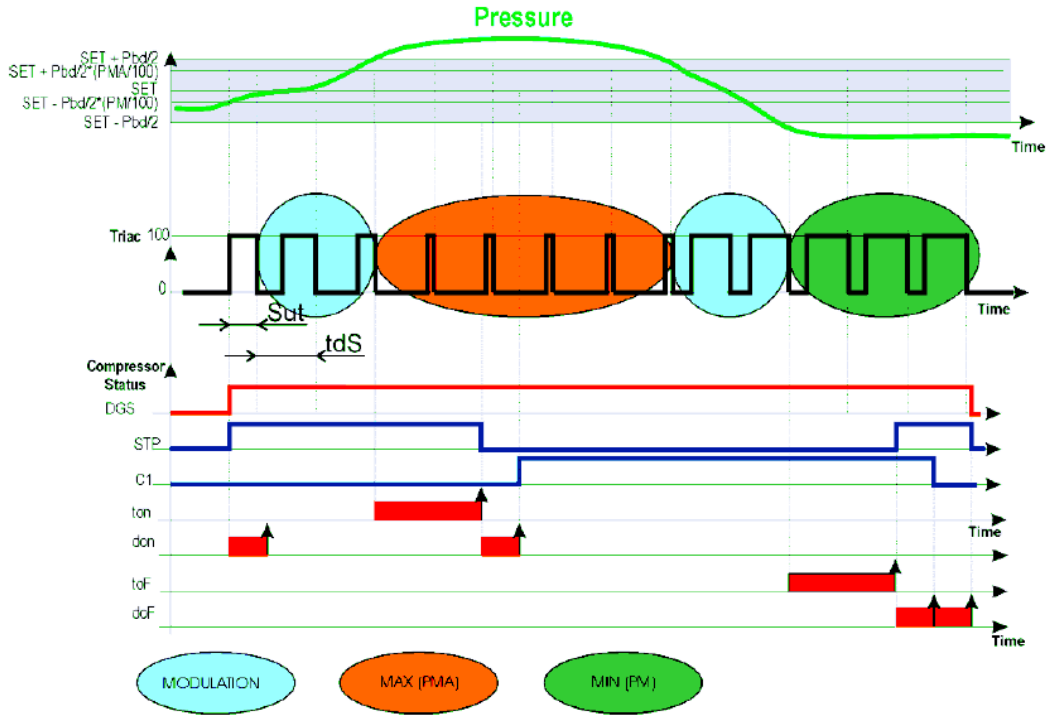 Pressure
SET + Pbd/2
SET + Pbd/2*(PMA/100)
SET
SET - Pbd/2*(PM/100)
SET - Pbd/2
Time
Triac 100
0
Time
Sut
tdS
Compressor
Status
DGS
STP
C1
ton
Time
don
toF
doF
Time
MODULATION
MAX (PMA)
MIN (PM)